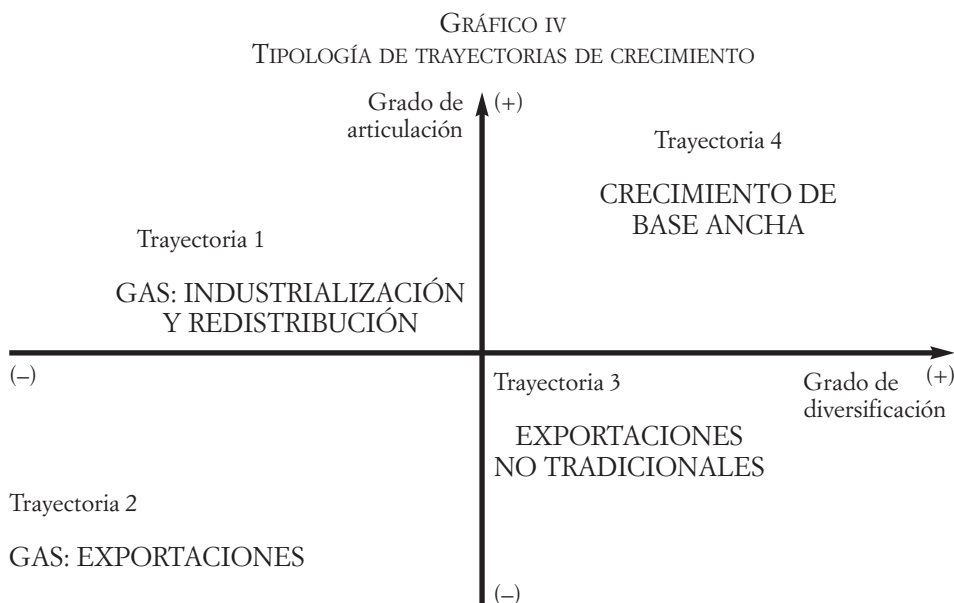 GRÁFICO IV
TIPOLOGÍA DE TRAYECTORIAS DE CRECIMIENTO
Grado de
articulación
(+)
Trayectoria 4
CRECIMIENTO DE
BASE ANCHA
Trayectoria 1
GAS: INDUSTRIALIZACIÓN
Y REDISTRIBUCIÓN
(–)
Trayectoria 3
Grado de
diversificación
(+)
EXPORTACIONES
NO TRADICIONALES
Trayectoria 2
GAS: EXPORTACIONES
(–)